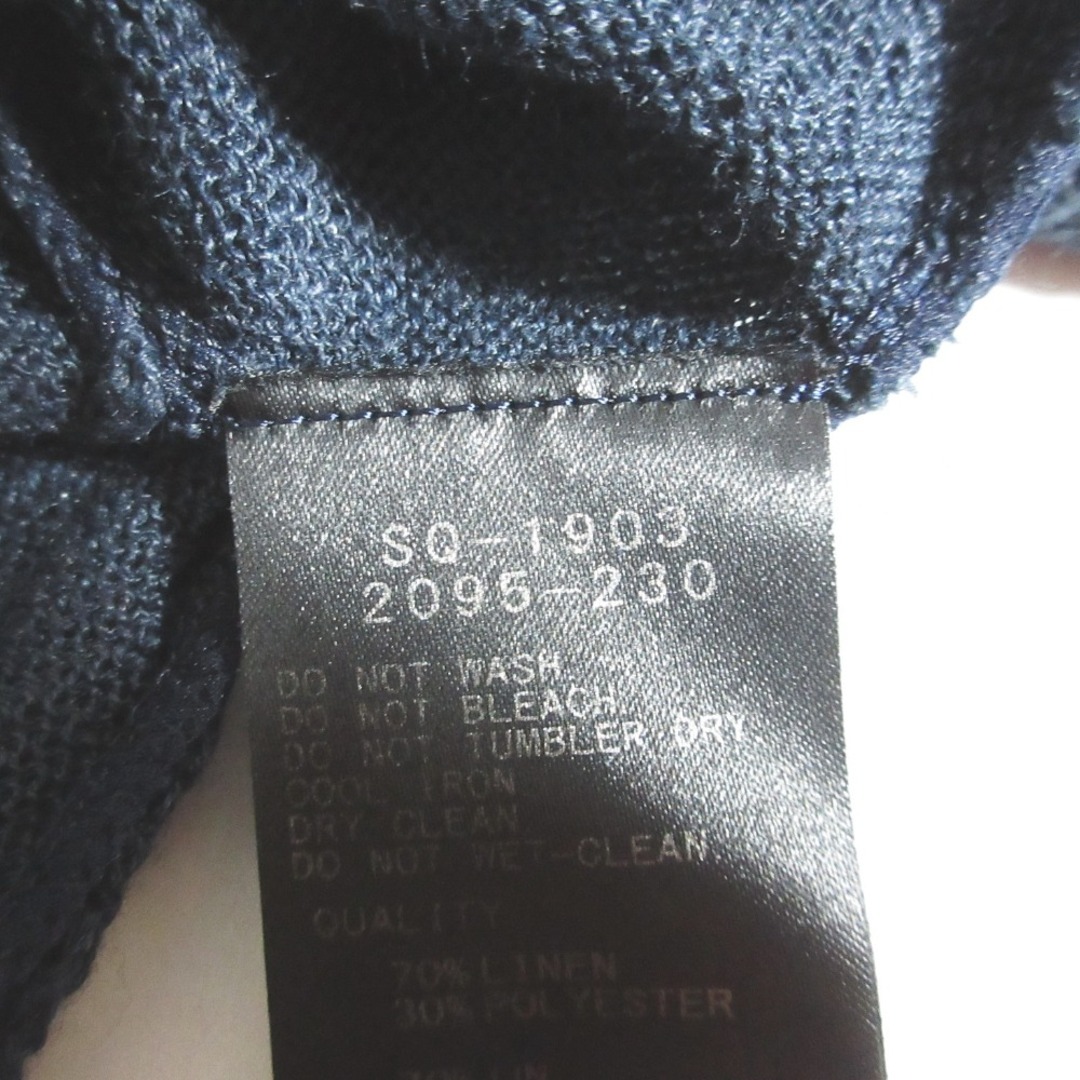 SQ-1903
2095-230
DO NOT WASH
DO NOT BLEACH
DO NOT TUMBLER DRY
COOL IRON
DRY CLEAN
DO NOT WET-CLEAN
QUALITY
70% LINEN
30% POLYESTER